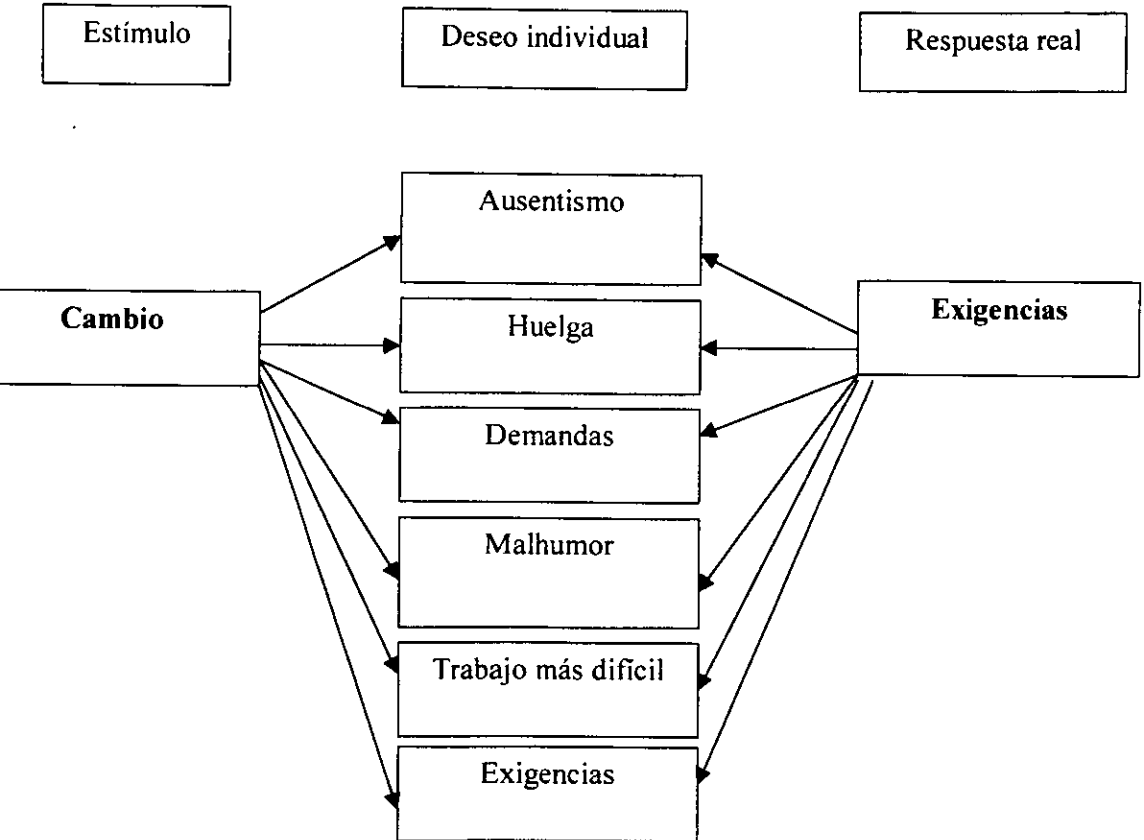 Estímulo
Deseo individual
Respuesta real
Ausentismo
Cambio
Exigencias
Huelga
Demandas
Malhumor
Trabajo más difícil
Exigencias